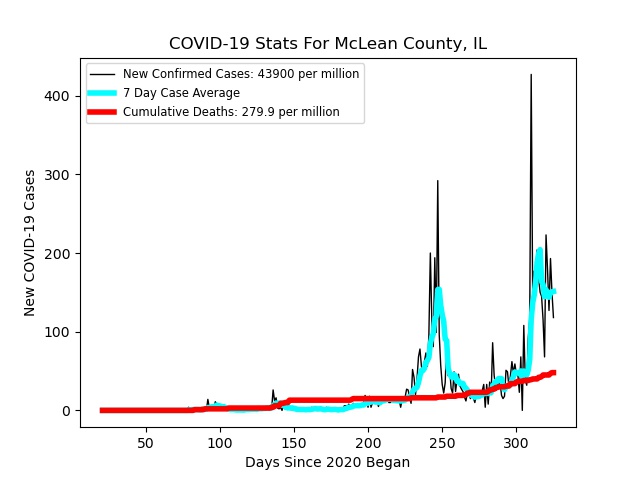 COVID-19 Stats For McLean County, IL
New Confirmed Cases: 43900 per million
7 Day Case Average
Cumulative Deaths: 279.9 per million
New COVID-19 Cases
400
300
200
100
0
50 100 150 200 250 300
Days Since 2020 Began